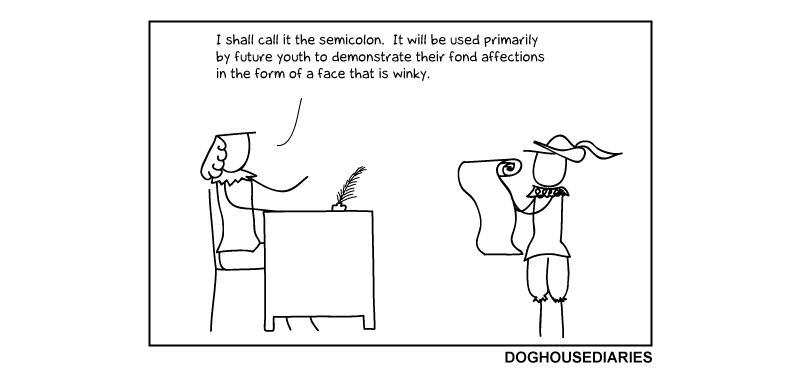 I shall call it the semicolon. It will be used primarily
by future youth to demonstrate their fond affections
in the form of a face that is winky.
DOGHOUSEDIARIES